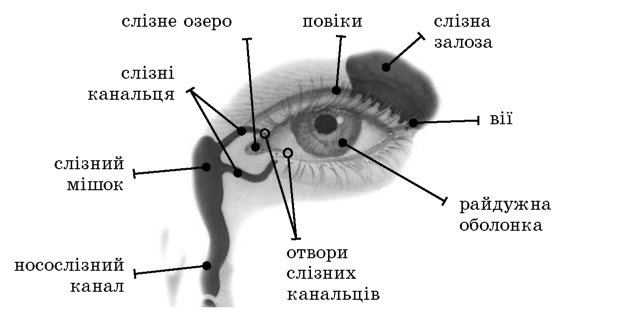 слізне озеро
повіки
слізна
залоза
слізні
канальця
вії
слізний
мішок
райдужна
оболонка
отвори
слізних
канальців
носослізний
канал